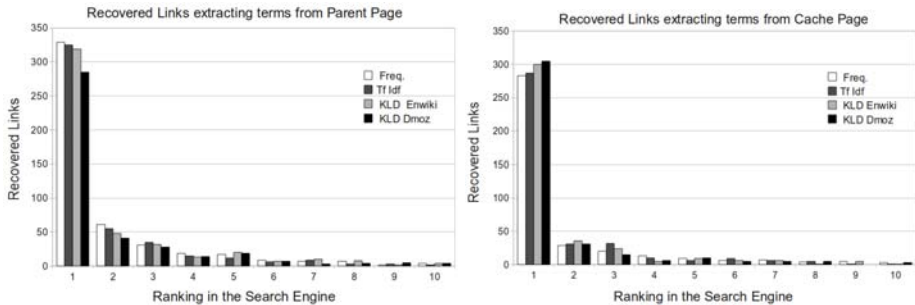 Recovered Links extracting terms from Parent Page
350
300
250
200
150
100
50
0
Recovered Links
Freq.
Tf Idf
KLD Enwiki
KLD Dmoz
1 2 3 4 5 6 7 8 9 10
Ranking in the Search Engine
Recovered Links extracting terms from Cache Page
350
300
250
200
150
100
50
0
Recovered Links
Freq.
Tf Idf
KLD Enwiki
KLD Dmoz
1 2 3 4 5 6 7 8 9 10
Ranking in the Search Engine